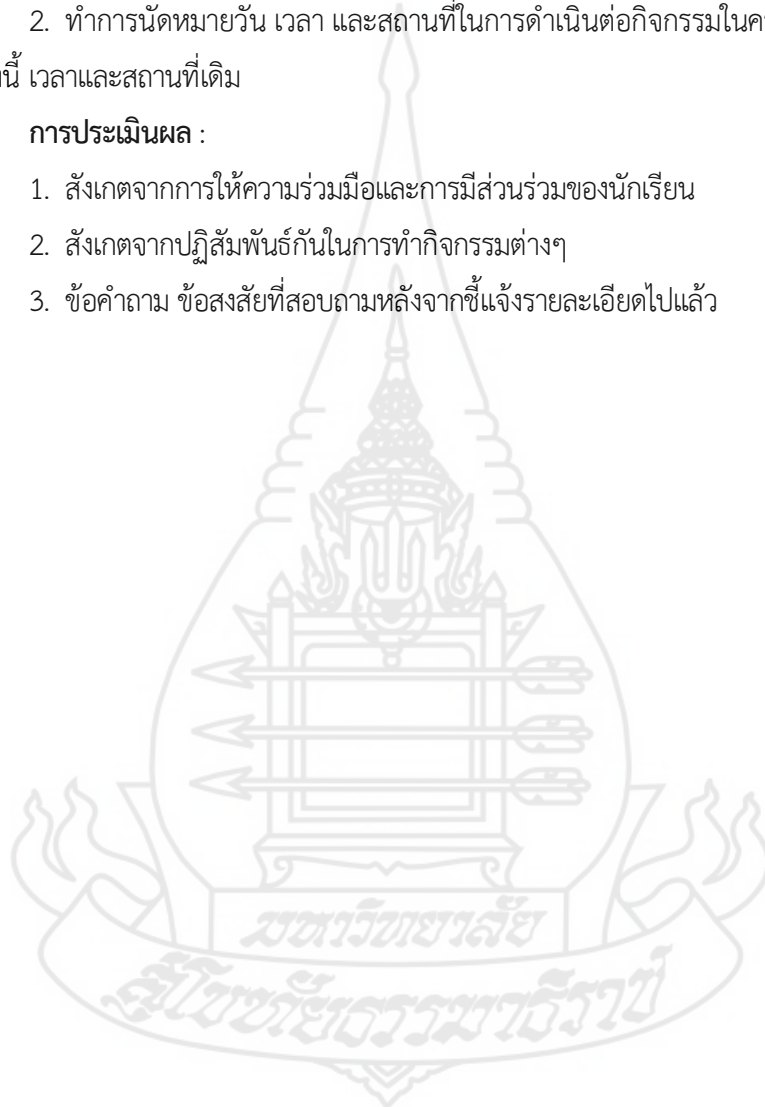 2. ทำการนัดหมายวัน เวลา และสถานที่ในการดำเนินต่อกิจกรรมในค
นี้ เวลาและสถานที่เดิม
การประเมินผล :
1. สังเกตจากการให้ความร่วมมือและการมีส่วนร่วมของนักเรียน
2. สังเกตจากปฏิสัมพันธ์กันในการทำกิจกรรมต่างๆ
3. ข้อคำถาม ข้อสงสัยที่สอบถามหลังจากชี้แจ้งรายละเอียดไปแล้ว
มหาวิทยาลัย
สุโขทัยธรรมาธิราช